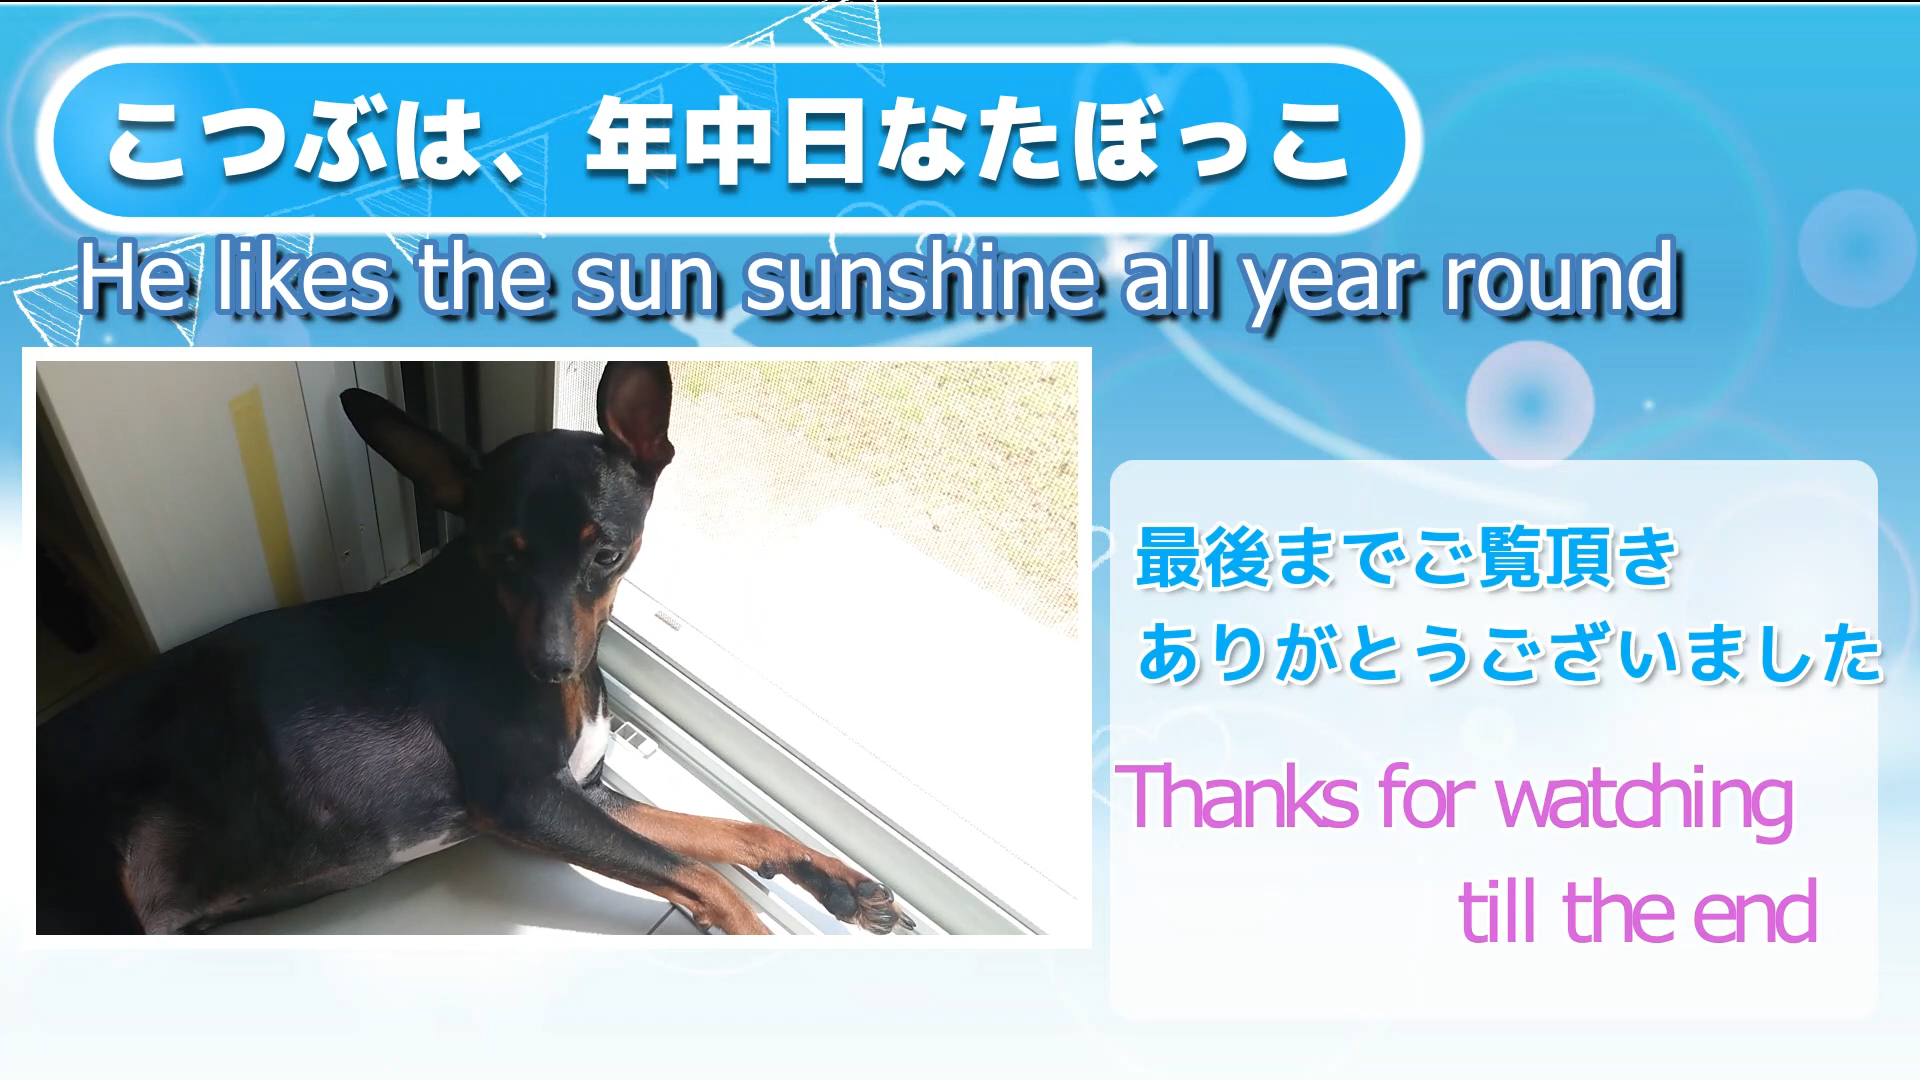 こつぶは、年中日なたぼっこ
He likes the sun sunshine all year round
最後までご覧頂き
ありがとうございました
Thanks for watching
till the end